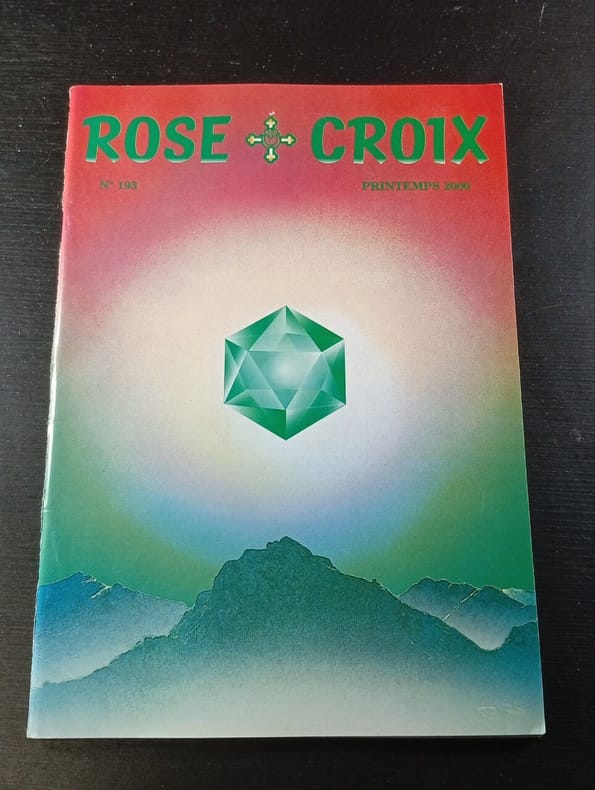 ROSE CROIX
N° 193 PRINTEMPS 2000